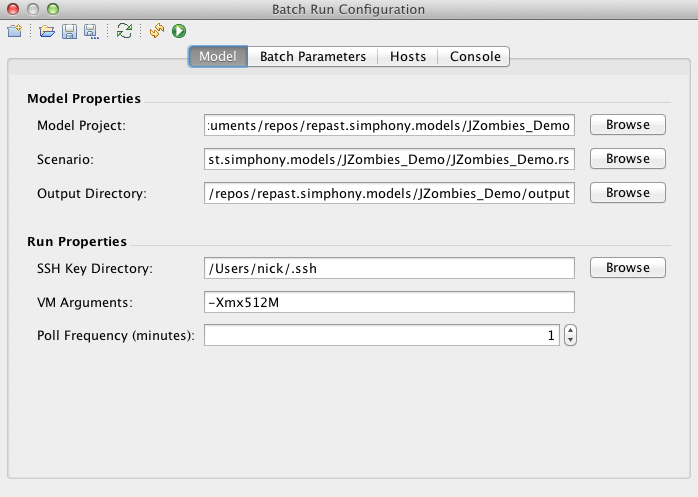 Batch Run Configuration
Model Batch Parameters Hosts Console
Model Properties
Model Project: :uments/repos/repast.simphony.models/JZombies_Demo Browse
Scenario: st.simphony.models/JZombies_Demo/JZombies_Demo.rs Browse
Output Directory: /repos/repast.simphony.models/JZombies_Demo/output Browse
Run Properties
SSH Key Directory: /Users/nick/.ssh Browse
VM Arguments: -Xmx512M
Poll Frequency (minutes): 1